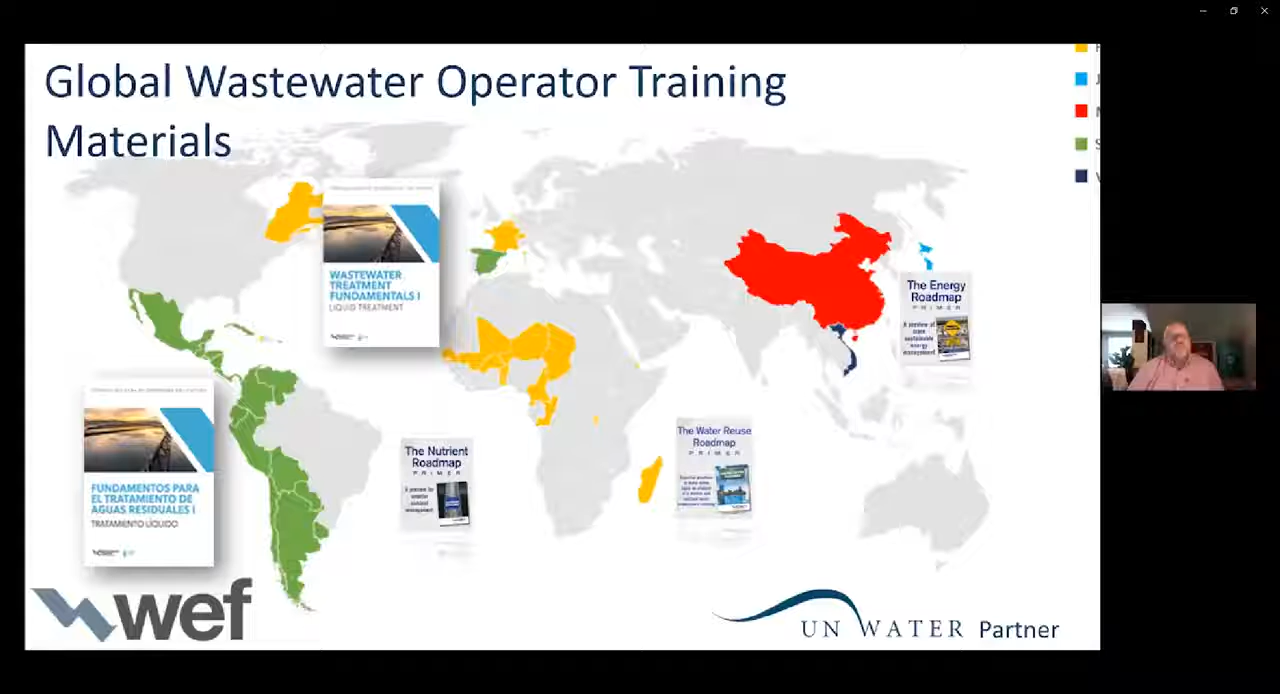 Global Wastewater Operator Training
Materials
WASTEWATER
TREATMENT
FUNDAMENTALS I
LIQUID TREATMENT
The Energy
Roadmap
PRIMER
FUNDAMENTOS PARA
EL TRATAMIENTO DE
AGUAS RESIDUALES I
TRATAMIENTO LÍQUIDO
The Nutrient
Roadmap
PRIMER
The Water Reuse
Roadmap
PRIMER
wef
UN WATER Partner